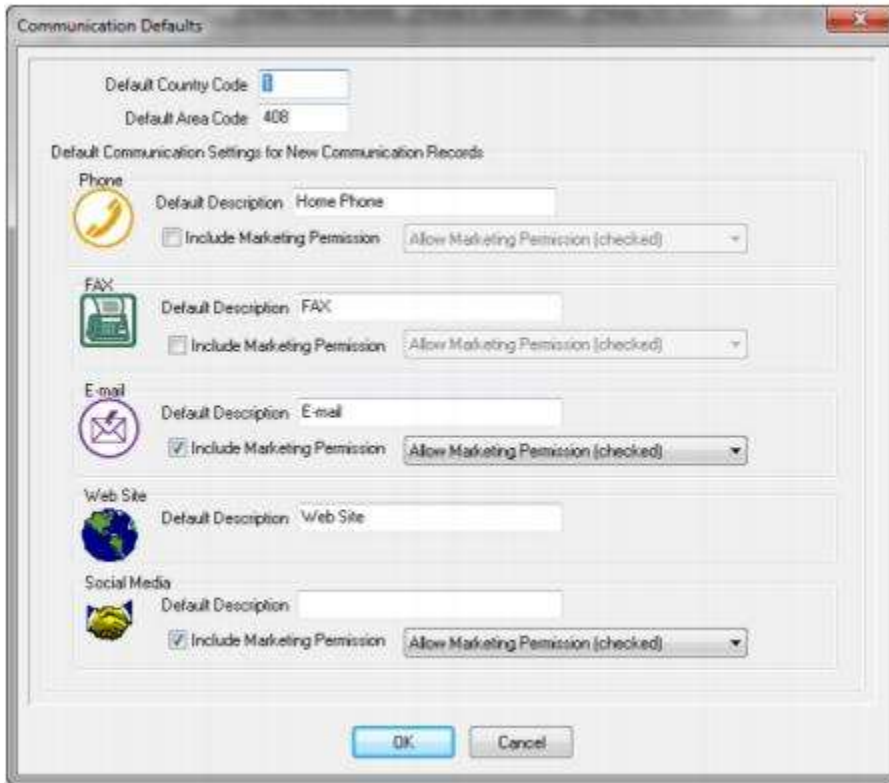 Communication Defaults
Default Country Code 1
Default Area Code 408
Default Communication Settings for New Communication Records
Phone
Default Description Home Phone
Include Marketing Permission Allow Marketing Permission (checked)
FAX
Default Description FAX
Include Marketing Permission Allow Marketing Permission (checked)
E-mail
Default Description E-mail
Include Marketing Permission Allow Marketing Permission (checked)
Web Site
Default Description Web Site
Social Media
Default Description
Include Marketing Permission Allow Marketing Permission (checked)
OK Cancel